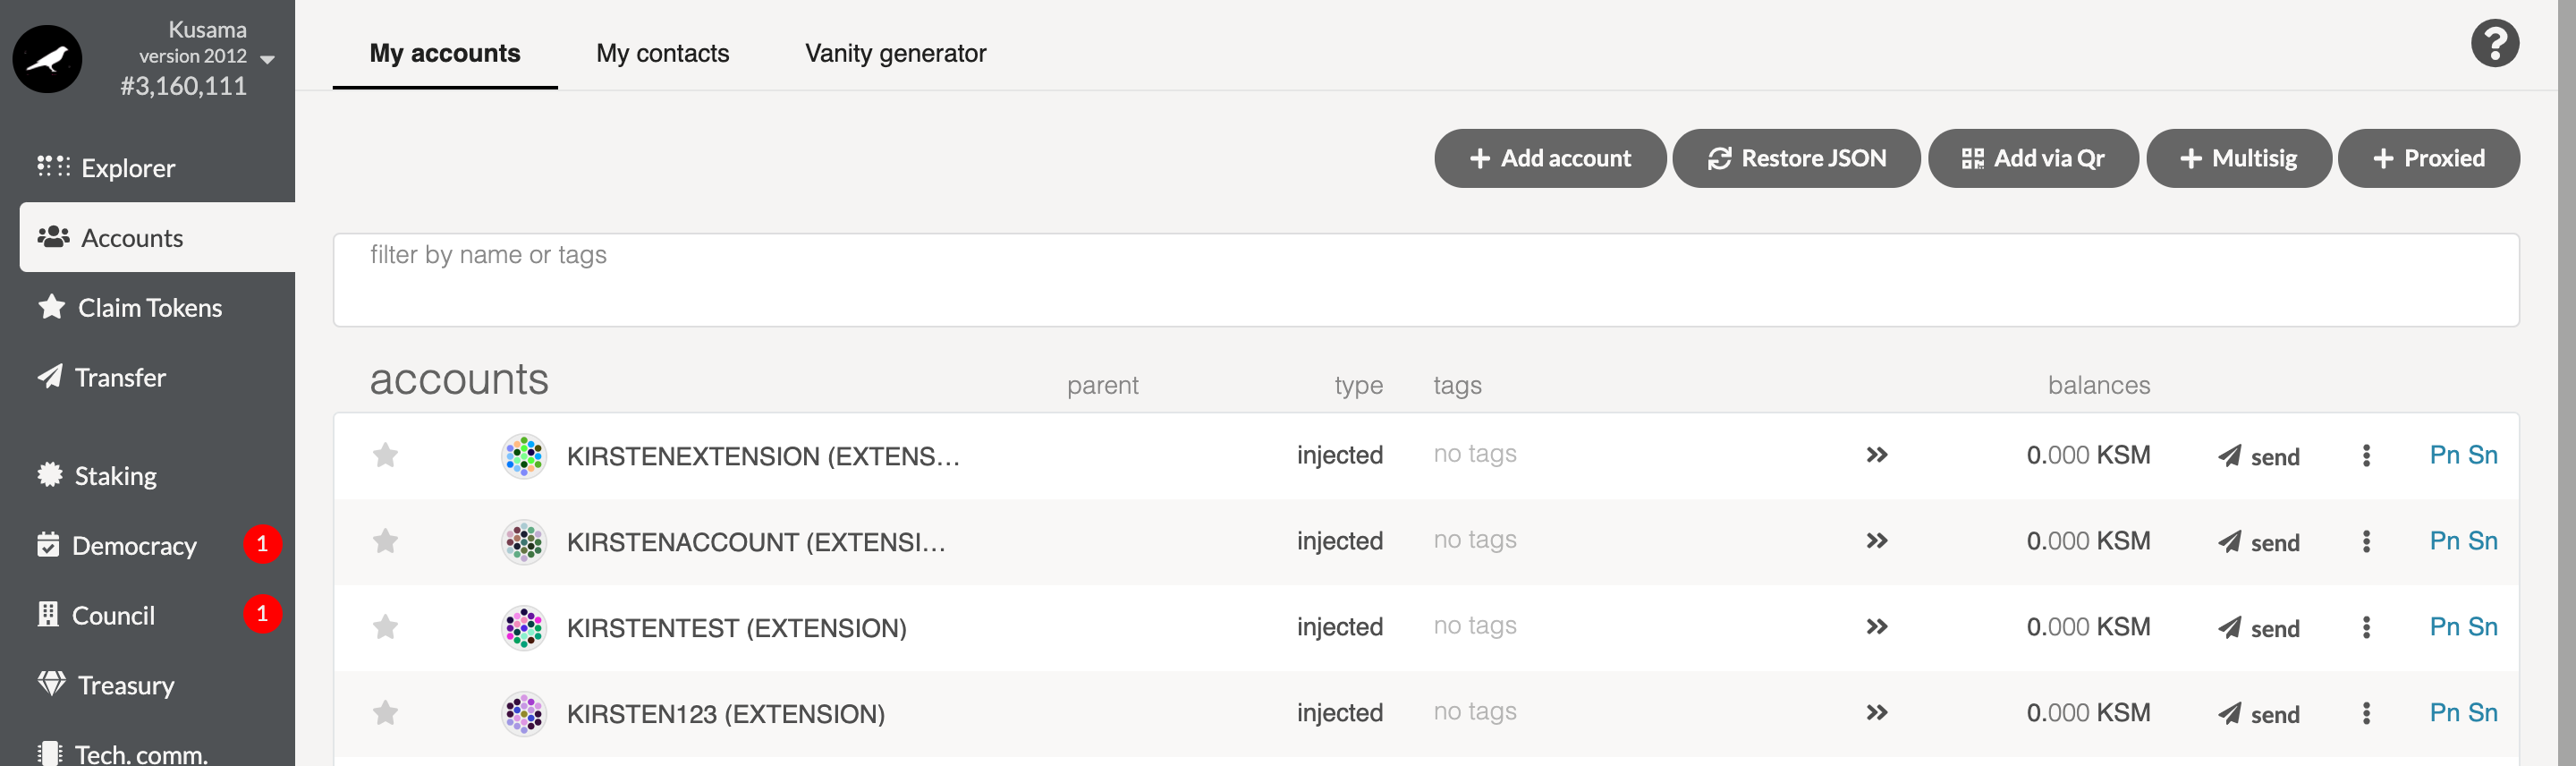 Kusama
version 2012
#3,160,111
Explorer
Accounts
Claim Tokens
Transfer
Staking
Democracy 1
Council 1
Treasury
Tech. comm.
My accounts My contacts Vanity generator ?
Add account Restore JSON Add via Qr Multisig Proxied
filter by name or tags
accounts parent type tags balances
KIRSTENEXTENSION (EXTENS… injected no tags 0.000 KSM send Pn Sn
KIRSTENACCOUNT (EXTENSI… injected no tags 0.000 KSM send Pn Sn
KIRSTENTEST (EXTENSION) injected no tags 0.000 KSM send Pn Sn
KIRSTEN123 (EXTENSION) injected no tags 0.000 KSM send Pn Sn